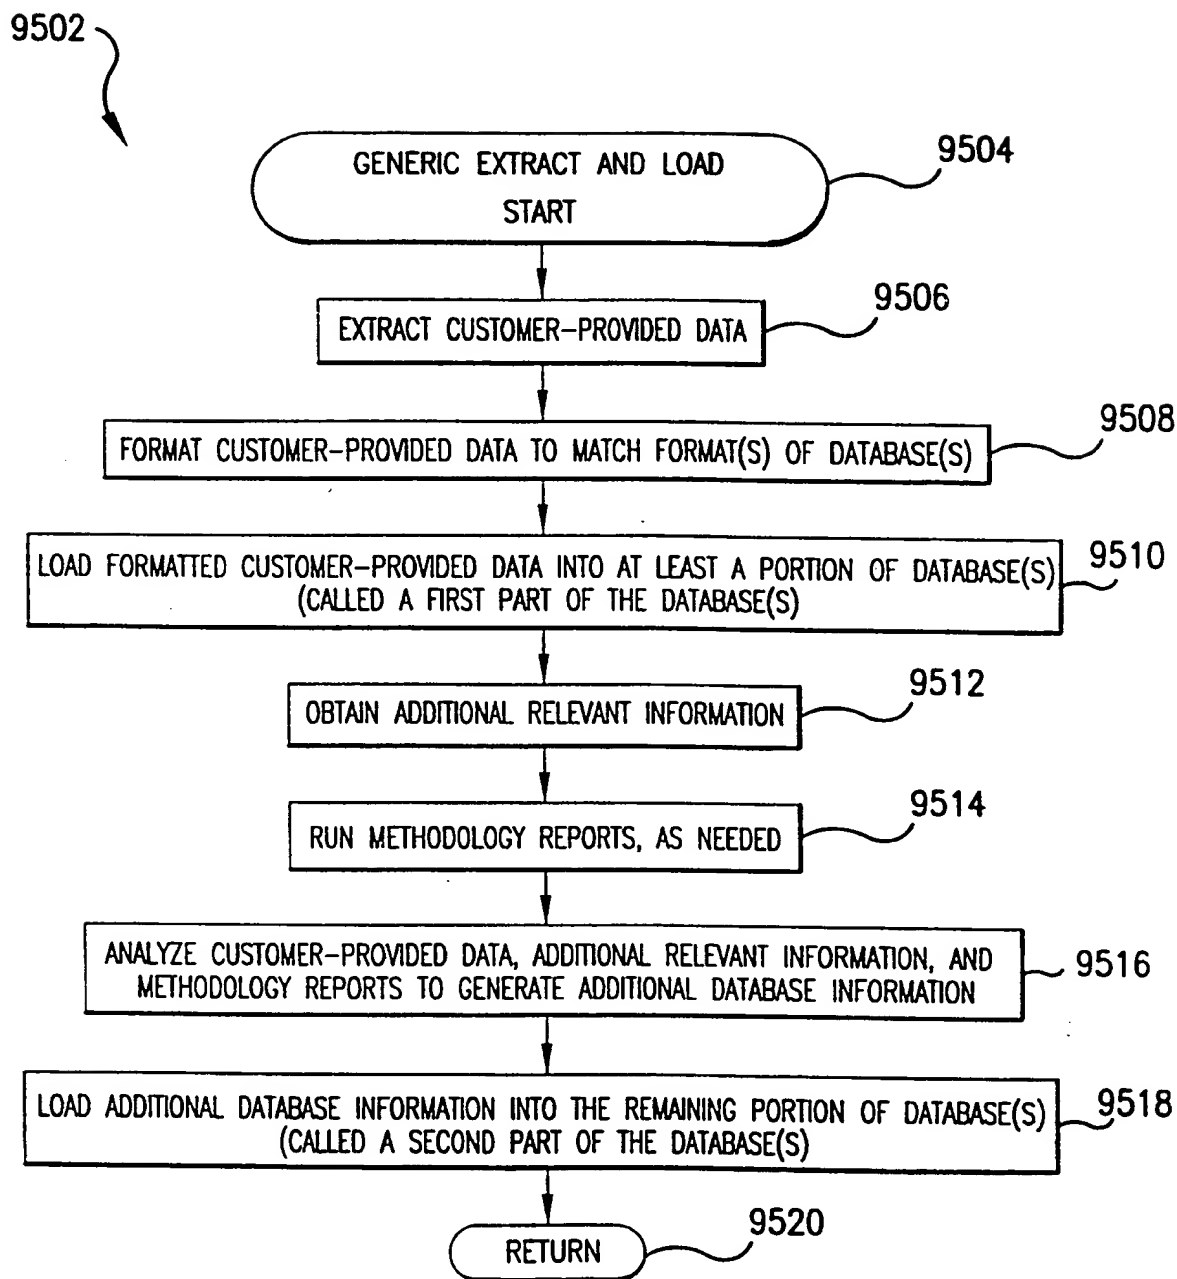 9502
GENERIC EXTRACT AND LOAD
START
9504
EXTRACT CUSTOMER-PROVIDED DATA
9506
FORMAT CUSTOMER-PROVIDED DATA TO MATCH FORMAT(S) OF DATABASE(S)
9508
LOAD FORMATTED CUSTOMER-PROVIDED DATA INTO AT LEAST A PORTION OF DATABASE(S)
(CALLED A FIRST PART OF THE DATABASE(S)
9510
OBTAIN ADDITIONAL RELEVANT INFORMATION
9512
RUN METHODOLOGY REPORTS, AS NEEDED
9514
ANALYZE CUSTOMER-PROVIDED DATA, ADDITIONAL RELEVANT INFORMATION, AND
METHODOLOGY REPORTS TO GENERATE ADDITIONAL DATABASE INFORMATION
9516
LOAD ADDITIONAL DATABASE INFORMATION INTO THE REMAINING PORTION OF DATABASE(S)
(CALLED A SECOND PART OF THE DATABASE(S)
9518
RETURN
9520